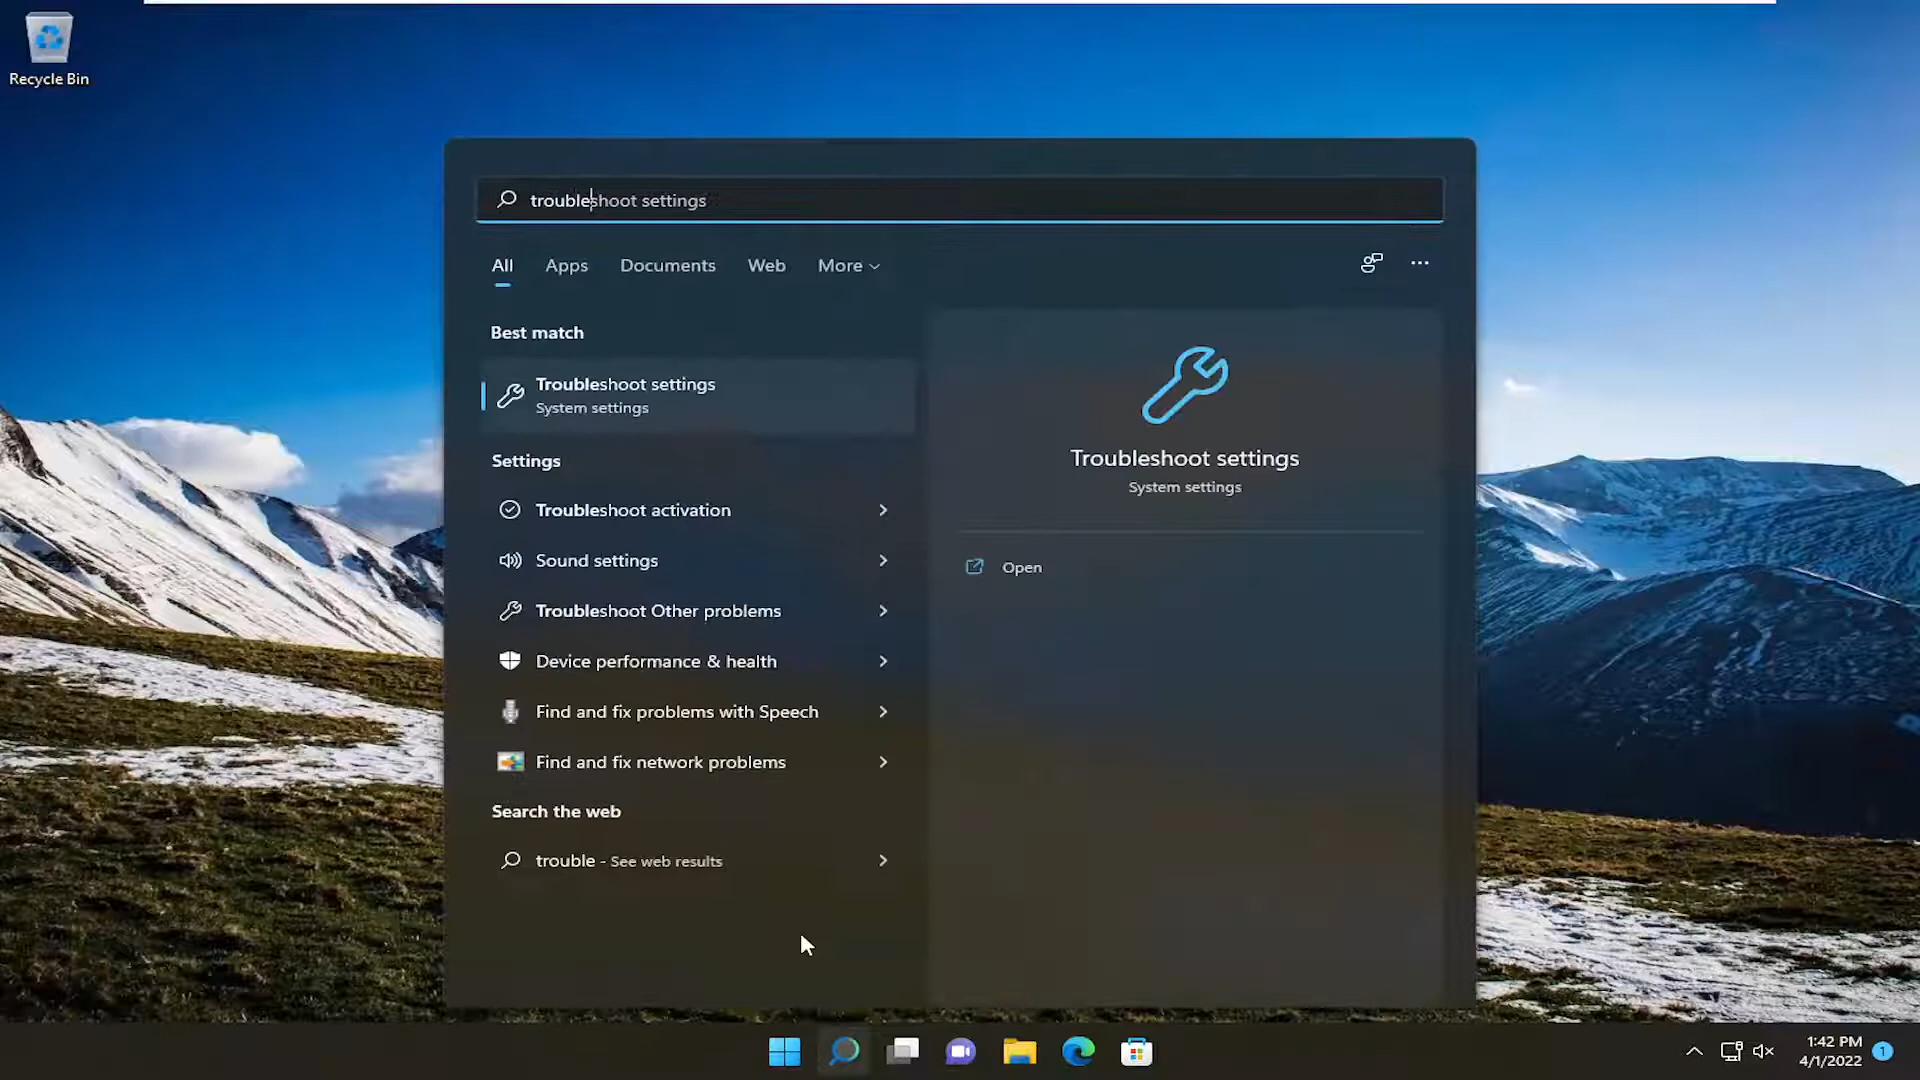 Recycle Bin
troubleshoot settings
All Apps Documents Web More
Best match
Troubleshoot settings
System settings
Settings
Troubleshoot activation
Sound settings
Troubleshoot Other problems
Device performance & health
Find and fix problems with Speech
Find and fix network problems
Search the web
trouble - See web results
Troubleshoot settings
System settings
Open
1:42 PM
4/1/2022
1